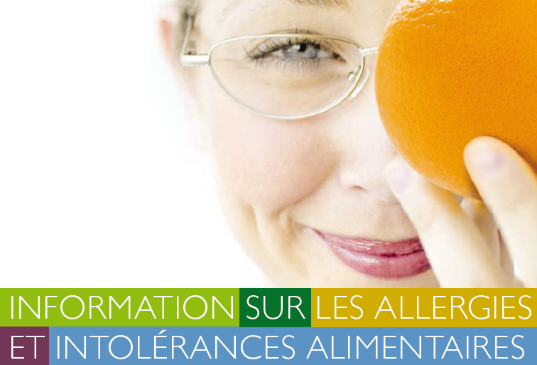 INFORMATION SUR LES ALLERGIES
ET INTOLÉRANCES ALIMENTAIRES